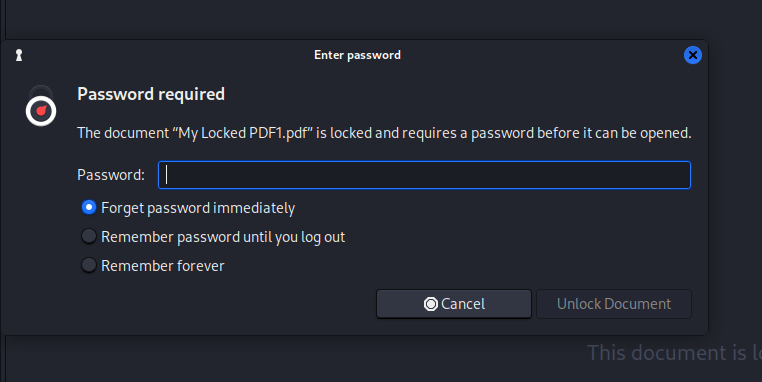 Enter password
Password required
The document “My Locked PDF1.pdf” is locked and requires a password before it can be opened.
Password:
Forget password immediately
Remember password until you log out
Remember forever
Cancel
Unlock Document
This document is